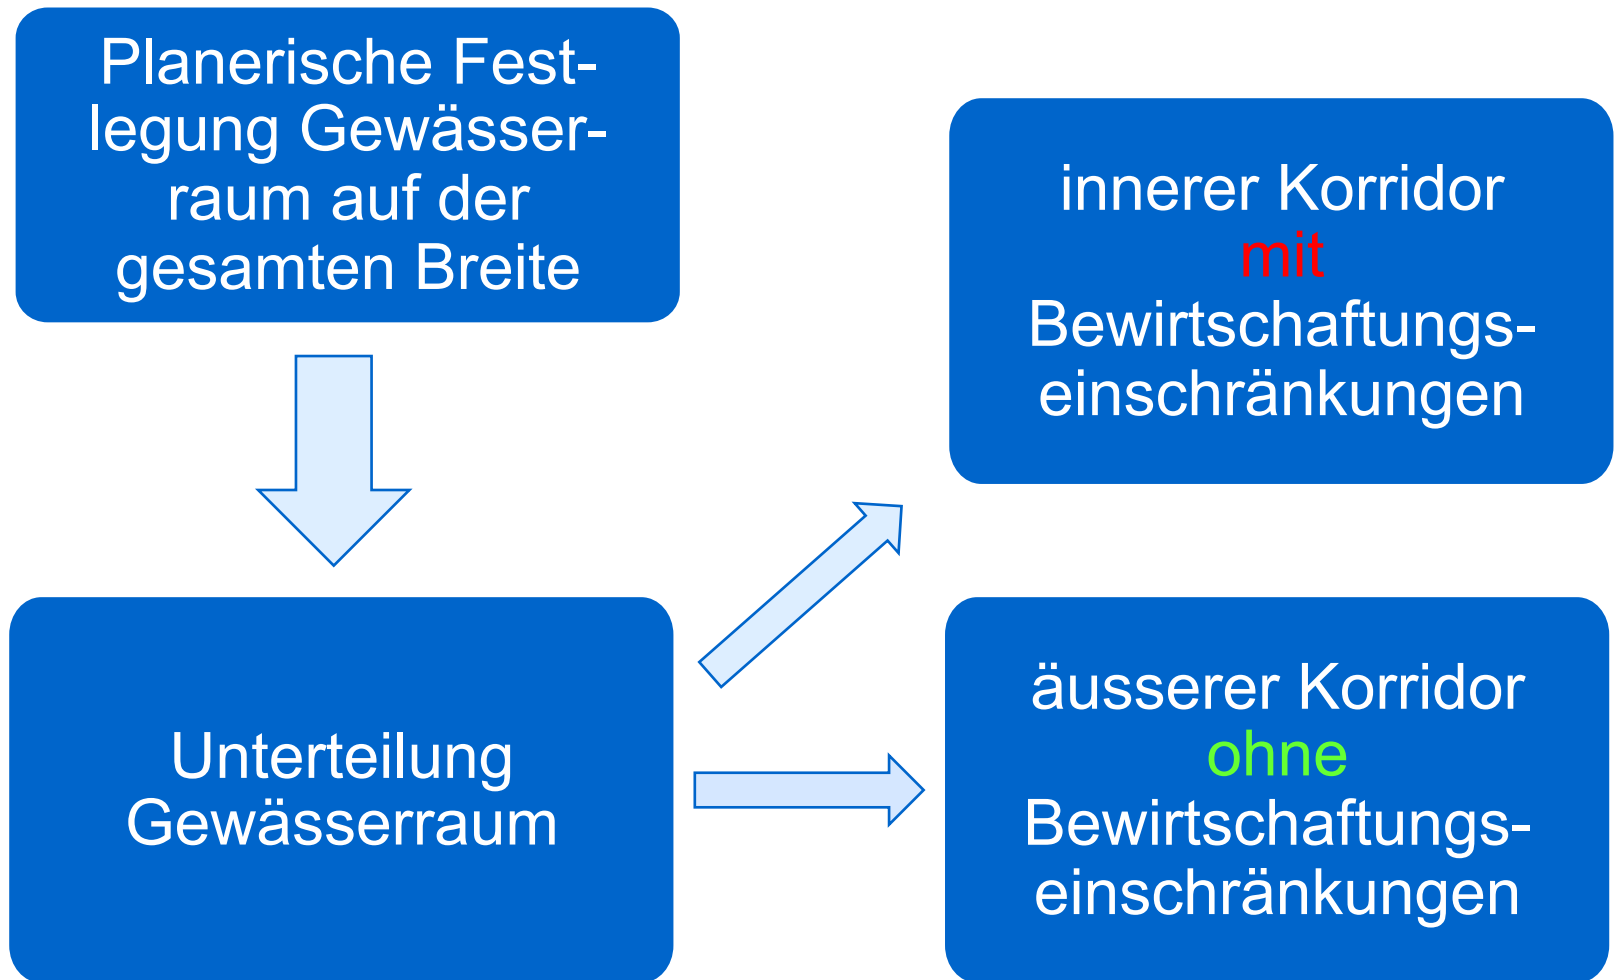 Planerische Fest-
legung Gewässer-
raum auf der
gesamten Breite
Unterteilung
Gewässerraum
innerer Korridor
mit
Bewirtschaftungs-
einschränkungen
äusserer Korridor
ohne
Bewirtschaftungs-
einschränkungen